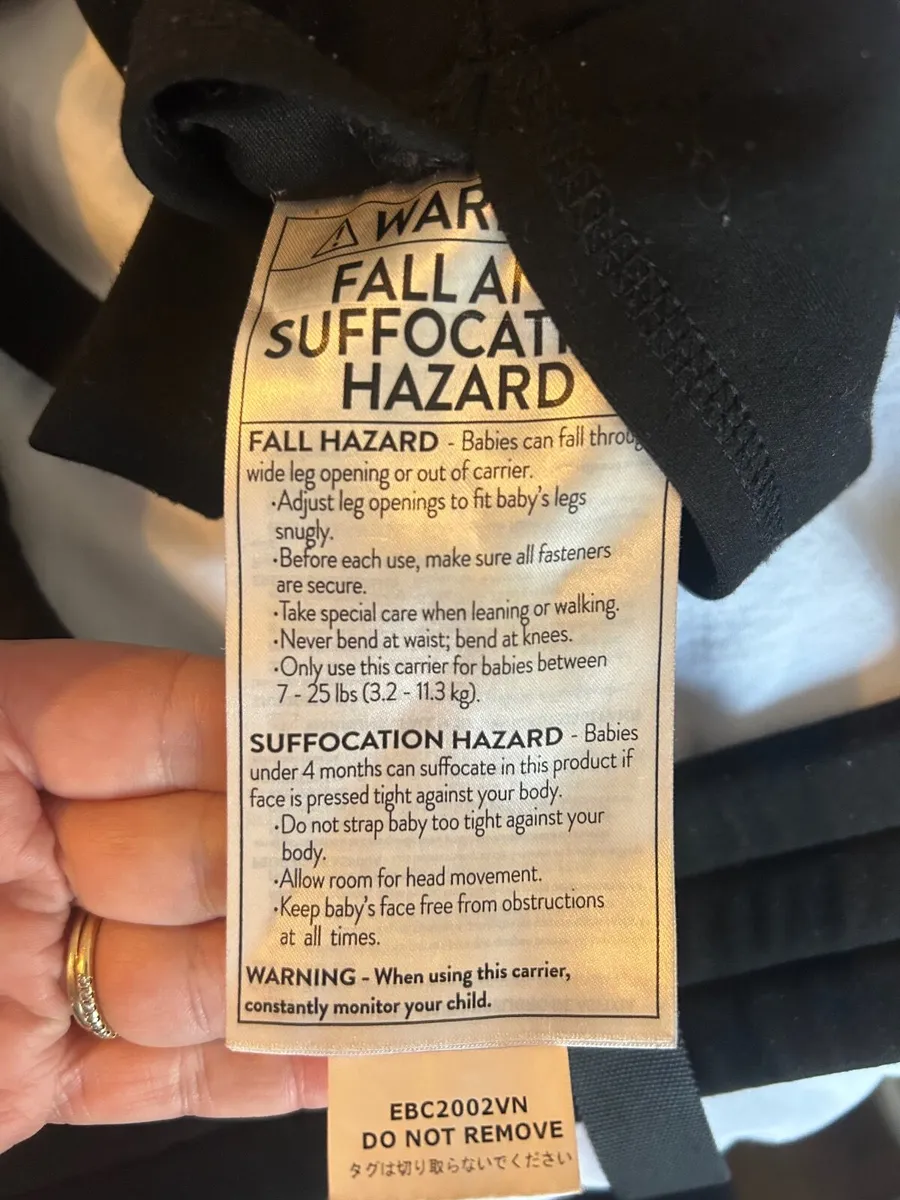 ⚠ WAR
FALL A
SUFFOCAT
HAZARD
FALL HAZARD - Babies can fall throug
wide leg opening or out of carrier.
·Adjust leg openings to fit baby's legs
snugly.
·Before each use, make sure all fasteners
are secure.
·Take special care when leaning or walking.
·Never bend at waist; bend at knees.
·Only use this carrier for babies between
7 - 25 lbs (3.2 - 11.3 kg).
SUFFOCATION HAZARD - Babies
under 4 months can suffocate in this product if
face is pressed tight against your body.
·Do not strap baby too tight against your
body.
·Allow room for head movement.
·Keep baby's face free from obstructions
at all times.
WARNING - When using this carrier,
constantly monitor your child.
EBC2002VN
DO NOT REMOVE
タグは切り取らないでください